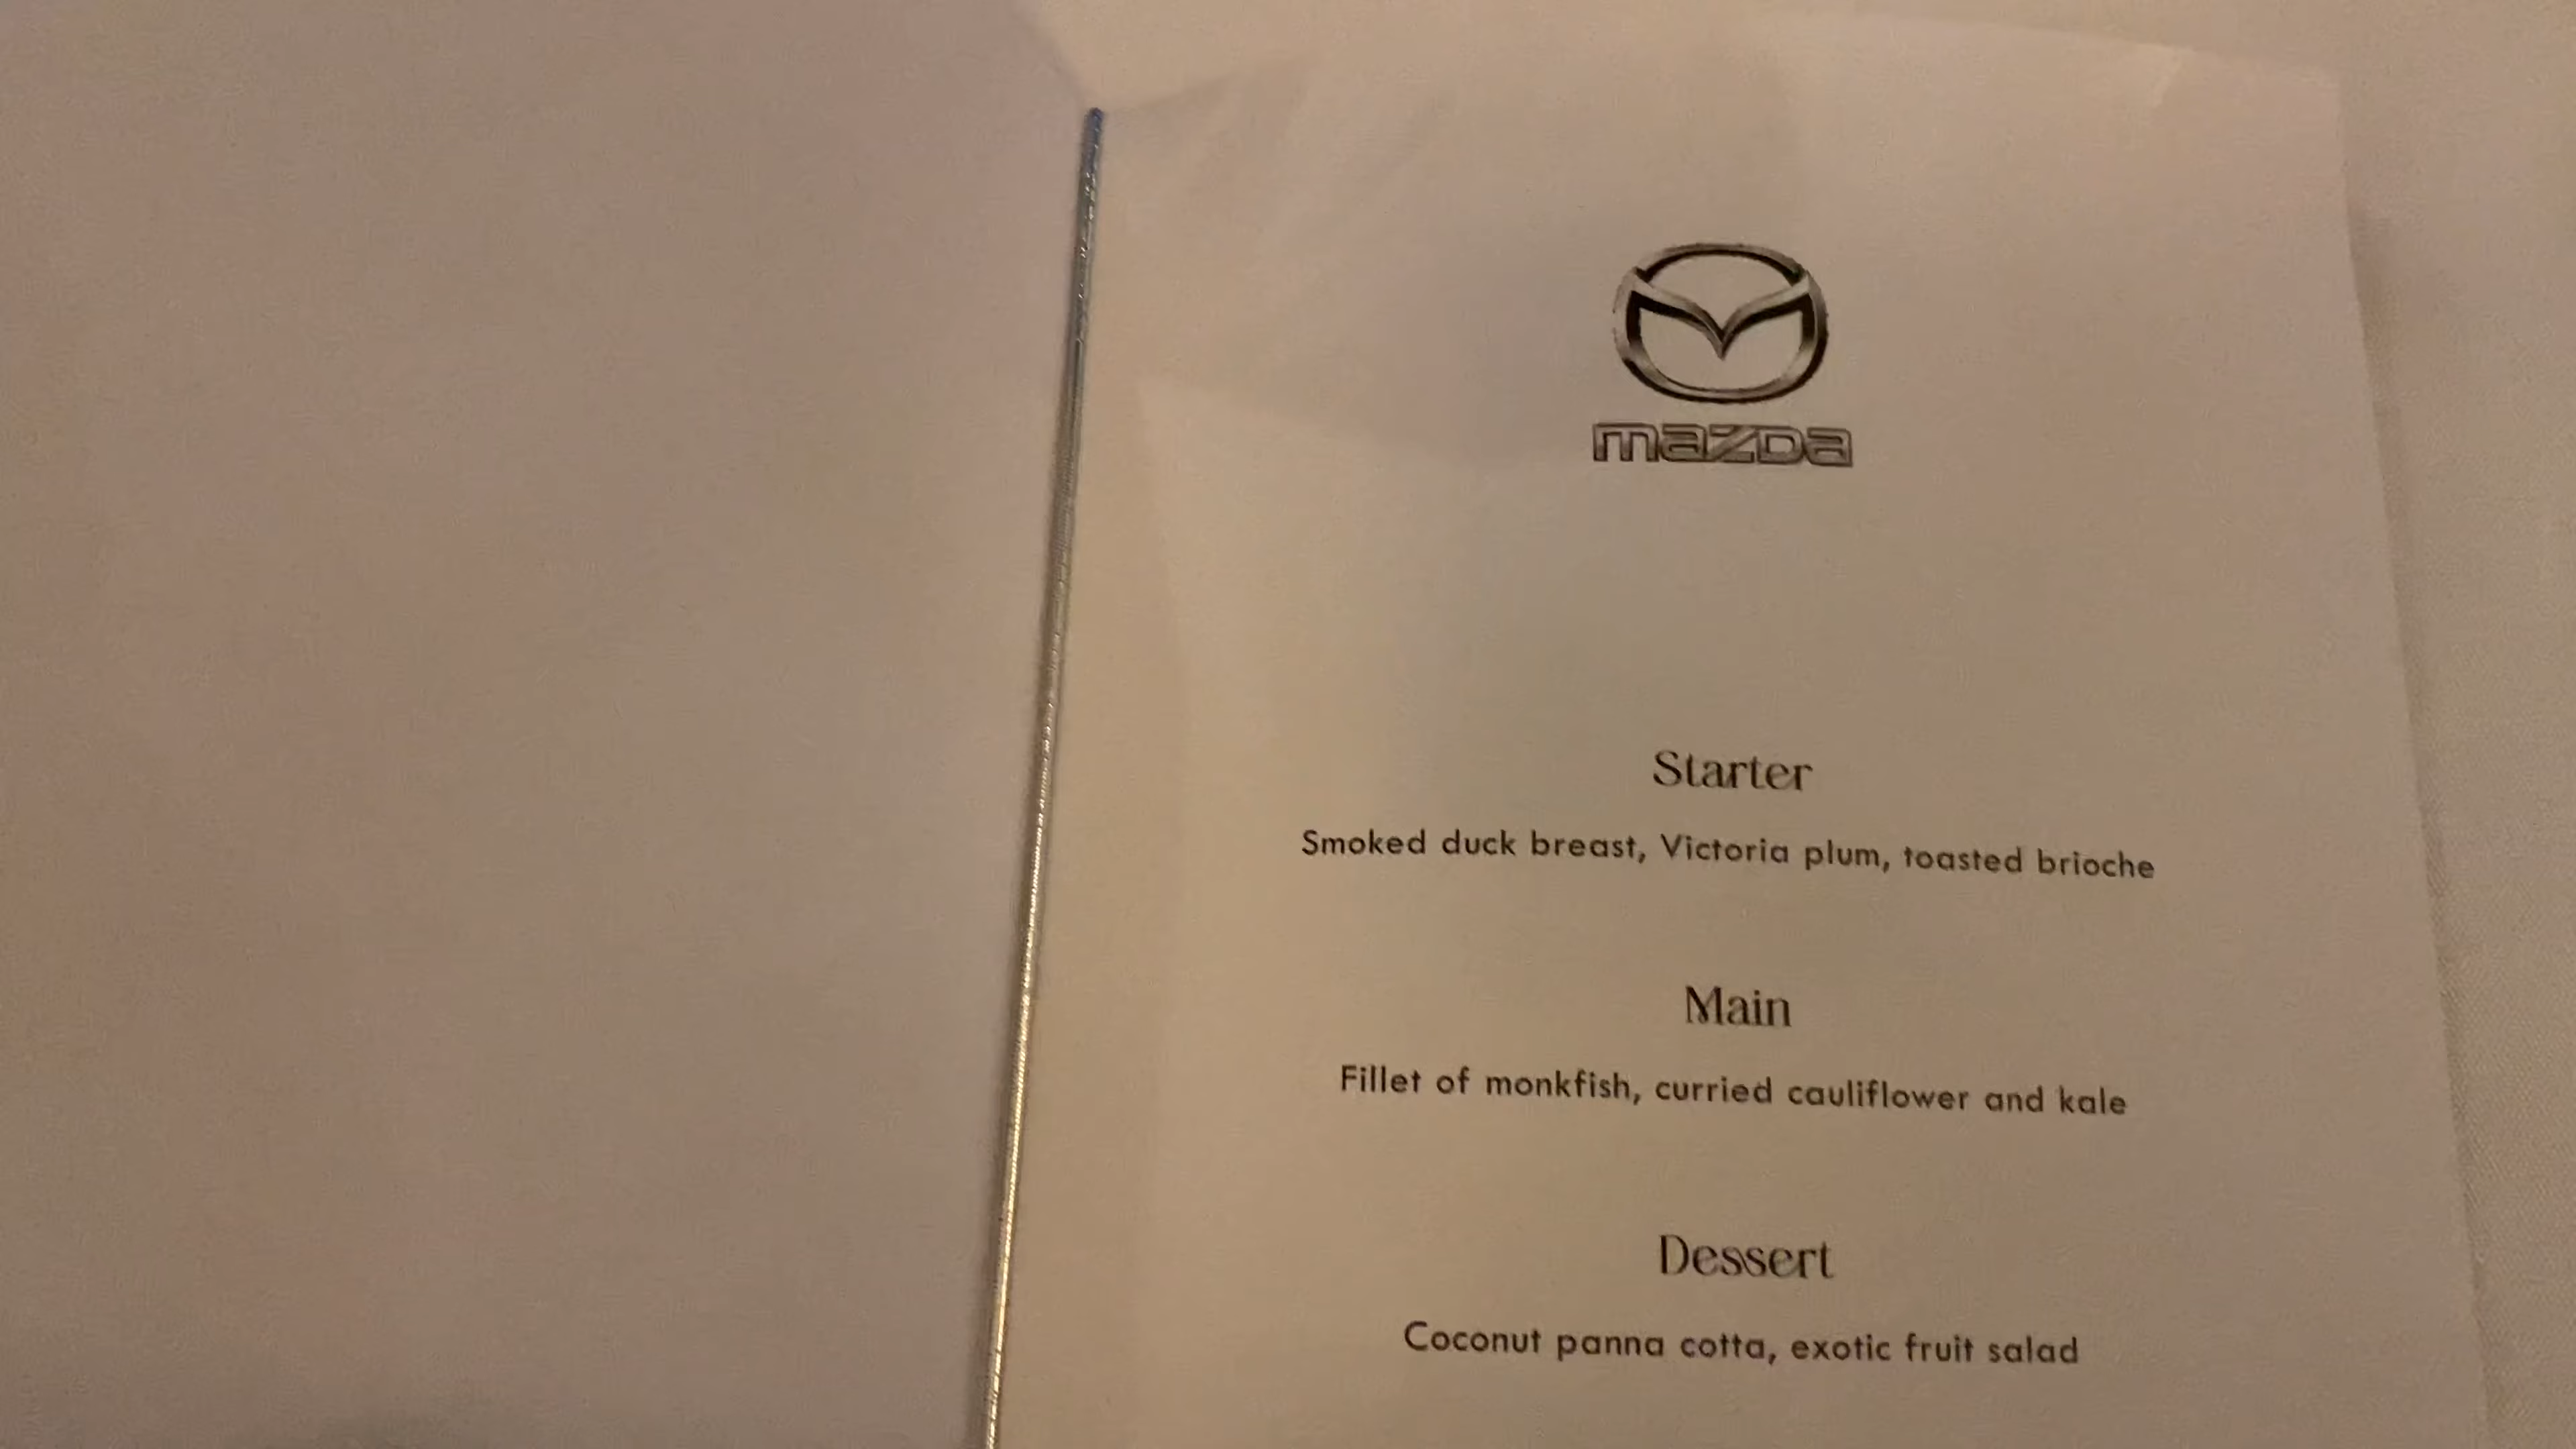 mazda
Starter
Smoked duck breast, Victoria plum, toasted brioche
Main
Fillet of monkfish, curried cauliflower and kale
Dessert
Coconut panna cotta, exotic fruit salad